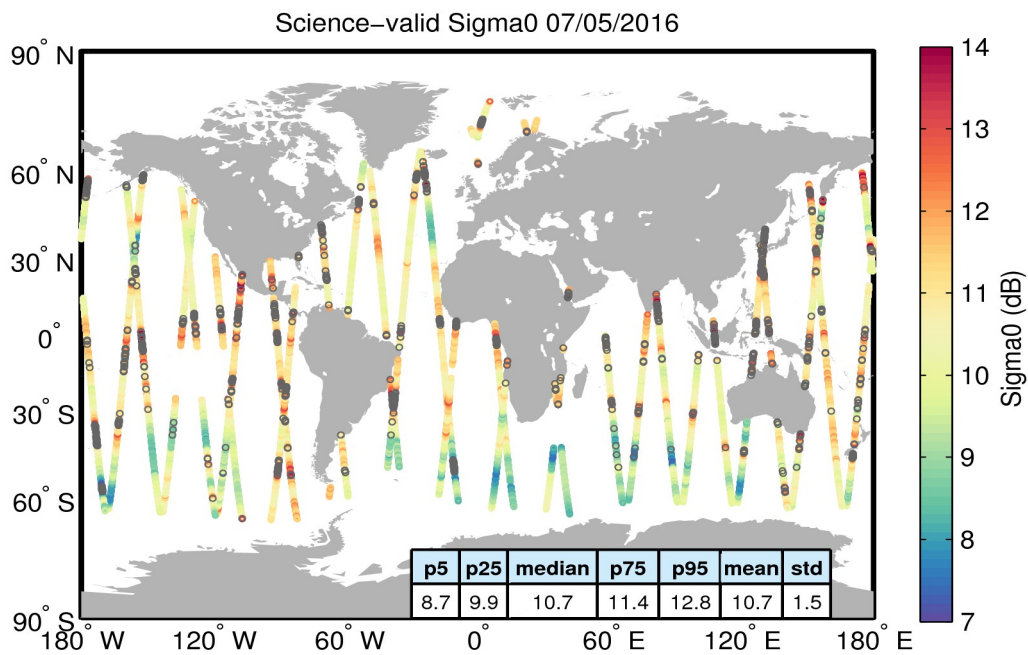 Science−valid Sigma0 07/05/2016
90° N
60° N
30° N
0°
30° S
60° S
90° S
180° W
120° W
60° W
0°
60° E
120° E
180° E
p5 p25 median p75 p95 mean std
8.7 9.9 10.7 11.4 12.8 10.7 1.5
14
13
12
11
10
9
8
7
Sigma0 (dB)